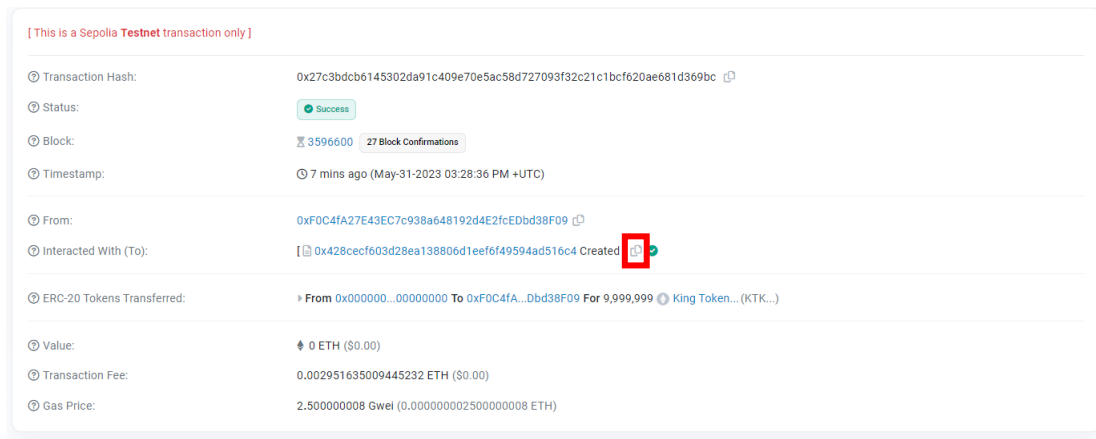 [ This is a Sepolia Testnet transaction only ]
Transaction Hash: 0x27c3bdcb6145302da91c409e70e5ac58d727093f32c21c1bcf620ae681d369bc
Status: Success
Block: 3596600 27 Block Confirmations
Timestamp: 7 mins ago (May-31-2023 03:28:36 PM +UTC)
From: 0xF0C4fA27E43EC7c938a648192d4E2fcEDbd38F09
Interacted With (To): [ 0x428cecf603d28ea138806d1eef6f49594ad516c4 Created
ERC-20 Tokens Transferred: From 0x000000...00000000 To 0xF0C4fA...Dbd38F09 For 9,999,999 King Token... (KTK...)
Value: 0 ETH ($0.00)
Transaction Fee: 0.002951635009445232 ETH ($0.00)
Gas Price: 2.500000008 Gwei (0.000000002500000008 ETH)